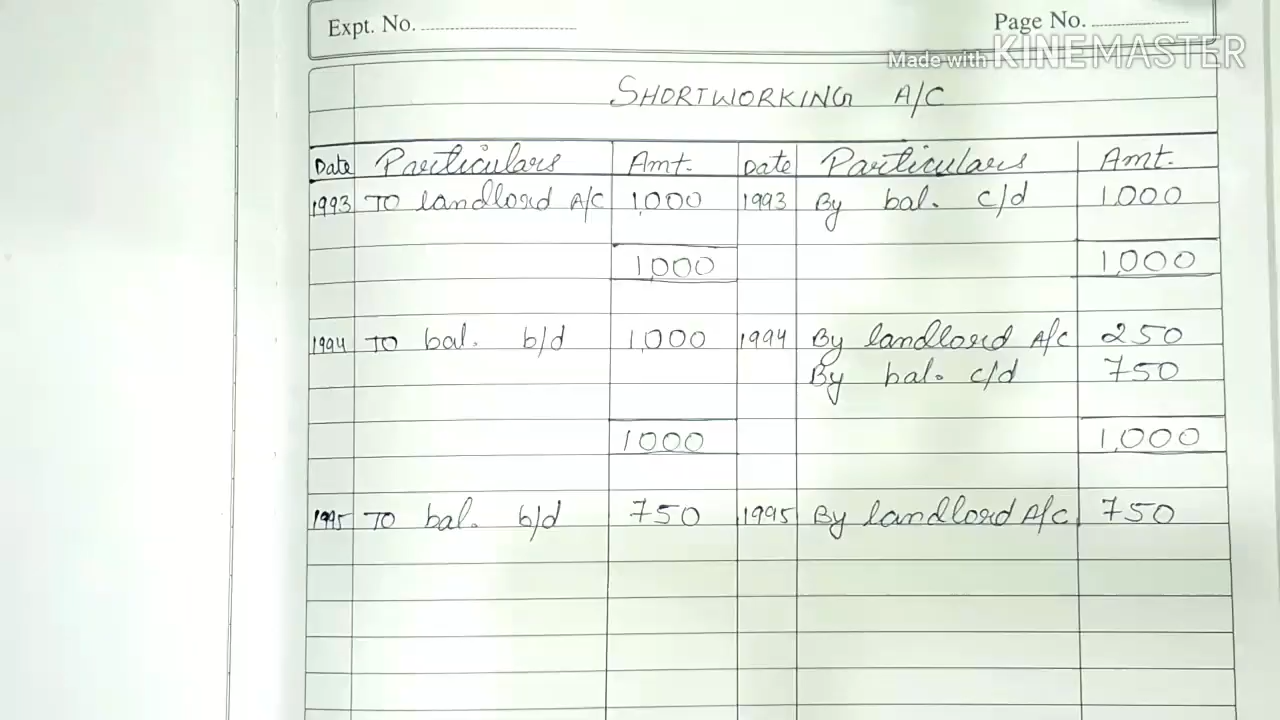 Expt. No. Page No.
Made with KINEMASTER
SHORTWORKING A/C
Date Particulars Amt. Date Particulars Amt.
1993 TO landlord A/C 1,000 1993 By bal. c/d 1,000
1,000 1,000
1994 TO bal. b/d 1,000 1994 By landlord A/c 250
By bal. c/d 750
1000 1,000
1995 TO bal. b/d 750 1995 By landlord A/c 750